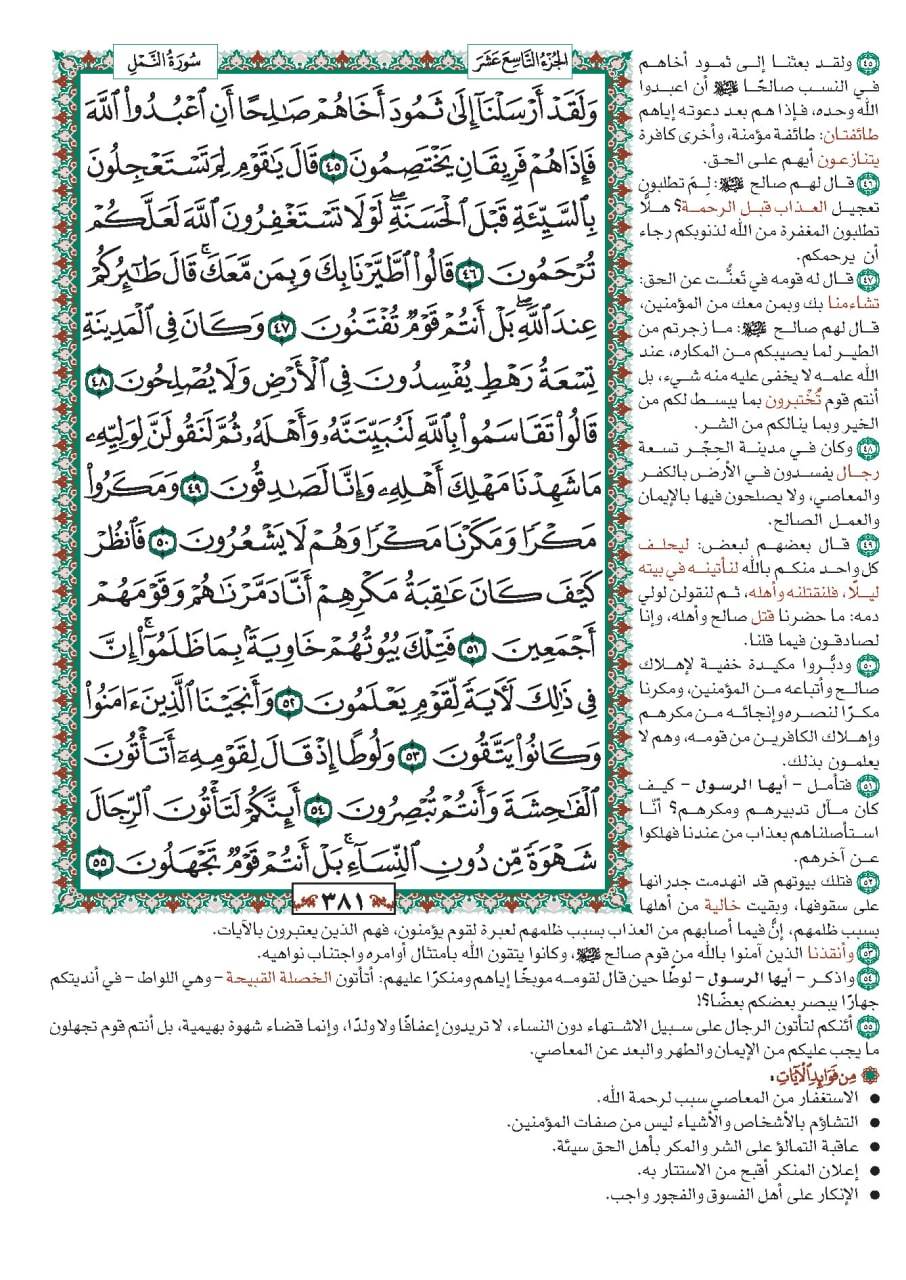 سُورَةُ النَّمْلِ
الجُزْءُ التَّاسِعَ عَشَرَ
وَلَقَدْ أَرْسَلْنَآ إِلَىٰ ثَمُودَ أَخَاهُمْ صَـٰلِحًا أَنِ ٱعْبُدُوا۟ ٱللَّهَ
فَإِذَا هُمْ فَرِيقَانِ يَخْتَصِمُونَ ٤٥ قَالَ يَـٰقَوْمِ لِمَ تَسْتَعْجِلُونَ
بِٱلسَّيِّئَةِ قَبْلَ ٱلْحَسَنَةِ ۖ لَوْلَا تَسْتَغْفِرُونَ ٱللَّهَ لَعَلَّكُمْ
تُرْحَمُونَ ٤٦ قَالُوا۟ ٱطَّيَّرْنَا بِكَ وَبِمَن مَّعَكَ ۚ قَالَ طَـٰٓئِرُكُمْ
عِندَ ٱللَّهِ ۖ بَلْ أَنتُمْ قَوْمٌ تُفْتَنُونَ ٤٧ وَكَانَ فِى ٱلْمَدِينَةِ
تِسْعَةُ رَهْطٍ يُفْسِدُونَ فِى ٱلْأَرْضِ وَلَا يُصْلِحُونَ ٤٨
قَالُوا۟ تَقَاسَمُوا۟ بِٱللَّهِ لَنُبَيِّتَنَّهُۥ وَأَهْلَهُۥ ثُمَّ لَنَقُولَنَّ لِوَلِيِّهِۦ
مَا شَهِدْنَا مَهْلِكَ أَهْلِهِۦ وَإِنَّا لَصَـٰدِقُونَ ٤٩ وَمَكَرُوا۟
مَكْرًا وَمَكَرْنَا مَكْرًا وَهُمْ لَا يَشْعُرُونَ ٥٠ فَٱنظُرْ
كَيْفَ كَانَ عَـٰقِبَةُ مَكْرِهِمْ أَنَّا دَمَّرْنَـٰهُمْ وَقَوْمَهُمْ
أَجْمَعِينَ ٥١ فَتِلْكَ بُيُوتُهُمْ خَاوِيَةًۢ بِمَا ظَلَمُوٓا۟ ۗ إِنَّ
فِى ذَٰلِكَ لَـَٔايَةً لِّقَوْمٍ يَعْلَمُونَ ٥٢ وَأَنجَيْنَا ٱلَّذِينَ ءَامَنُوا۟
وَكَانُوا۟ يَتَّقُونَ ٥٣ وَلُوطًا إِذْ قَالَ لِقَوْمِهِۦٓ أَتَأْتُونَ
ٱلْفَـٰحِشَةَ وَأَنتُمْ تُبْصِرُونَ ٥٤ أَئِنَّكُمْ لَتَأْتُونَ ٱلرِّجَالَ
شَهْوَةً مِّن دُونِ ٱلنِّسَآءِ ۚ بَلْ أَنتُمْ قَوْمٌ تَجْهَلُونَ ٥٥
٣٨١
٤٥ ولقد بعثنا إلى ثمود أخاهم
في النسب صالحًا ﷺ أن اعبدوا
الله وحده، فإذا هم بعد دعوته إياهم
طائفتان: طائفة مؤمنة، وأخرى كافرة
يتنازعون أيهم على الحق.
٤٦ قال لهم صالح ﷺ: لِمَ تطلبون
تعجيل العذاب قبل الرحمة؟ هلَّا
تطلبون المغفرة من الله لذنوبكم رجاء
أن يرحمكم.
٤٧ قال له قومه في تَعنُّت عن الحق:
تشاءمنا بك وبمن معك من المؤمنين،
قال لهم صالح ﷺ: ما زجرتم من
الطير لما يصيبكم من المكاره، عند
الله علمه لا يخفى عليه منه شيء، بل
أنتم قوم تُخْتبرون بما يبسط لكم من
الخير وبما ينالكم من الشر.
٤٨ وكان في مدينة الحِجْر تسعة
رجال يفسدون في الأرض بالكفر
والمعاصي، ولا يصلحون فيها بالإيمان
والعمل الصالح.
٤٩ قال بعضهم لبعض: ليحلف
كل واحد منكم بالله لنأتينه في بيته
ليلًا، فلنقتلنه وأهله، ثم لنقولن لولي
دمه: ما حضرنا قتل صالح وأهله، وإنا
لصادقون فيما قلنا.
٥٠ ودبَّروا مكيدة خفية لإهلاك
صالح وأتباعه من المؤمنين، ومكرنا
مكرًا لنصره وإنجائه من مكرهم
وإهلاك الكافرين من قومه، وهم لا
يعلمون بذلك.
٥١ فتأمل – أيها الرسول – كيف
كان مآل تدبيرهم ومكرهم؟ أنَّا
استأصلناهم بعذاب من عندنا فهلكوا
عن آخرهم.
٥٢ فتلك بيوتهم قد انهدمت جدرانها
على سقوفها، وبقيت خالية من أهلها
بسبب ظلمهم، إنَّ فيما أصابهم من العذاب بسبب ظلمهم لعبرة لقوم يؤمنون، فهم الذين يعتبرون بالآيات.
٥٣ وأنقذنا الذين آمنوا بالله من قوم صالح ﷺ، وكانوا يتقون الله بامتثال أوامره واجتناب نواهيه.
٥٤ واذكر – أيها الرسول – لوطًا حين قال لقومه موبخًا إياهم ومنكرًا عليهم: أتأتون الخصلة القبيحة – وهي اللواط – في أنديتكم
جهارًا يبصر بعضكم بعضًا؟!
٥٥ أئنكم لتأتون الرجال على سبيل الاشتهاء دون النساء، لا تريدون إعفافًا ولا ولدًا، وإنما قضاء شهوة بهيمية، بل أنتم قوم تجهلون
ما يجب عليكم من الإيمان والطهر والبعد عن المعاصي.
مِن فَوَائِدِ الْآيَاتِ:
• الاستغفار من المعاصي سبب لرحمة الله.
• التشاؤم بالأشخاص والأشياء ليس من صفات المؤمنين.
• عاقبة التمالؤ على الشر والمكر بأهل الحق سيئة.
• إعلان المنكر أقبح من الاستتار به.
• الإنكار على أهل الفسوق والفجور واجب.